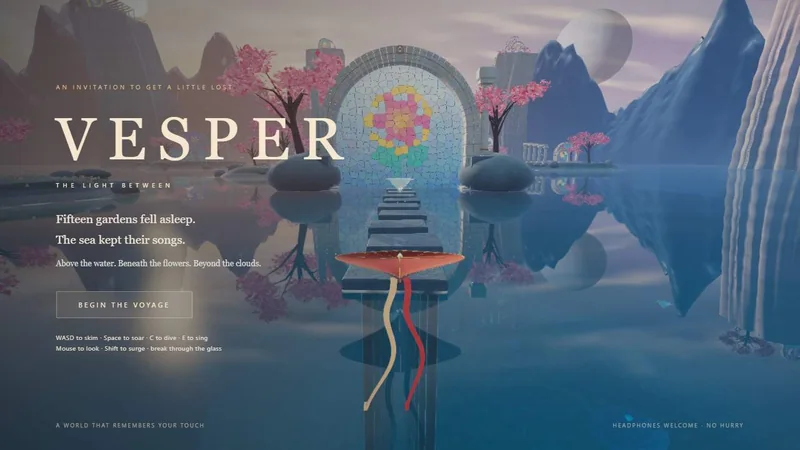 AN INVITATION TO GET A LITTLE LOST
VESPER
THE LIGHT BETWEEN
Fifteen gardens fell asleep.
The sea kept their songs.
Above the water. Beneath the flowers. Beyond the clouds.
BEGIN THE VOYAGE
WASD to skim · Space to soar · C to dive · E to sing
Mouse to look · Shift to surge · break through the glass
A WORLD THAT REMEMBERS YOUR TOUCH
HEADPHONES WELCOME · NO HURRY